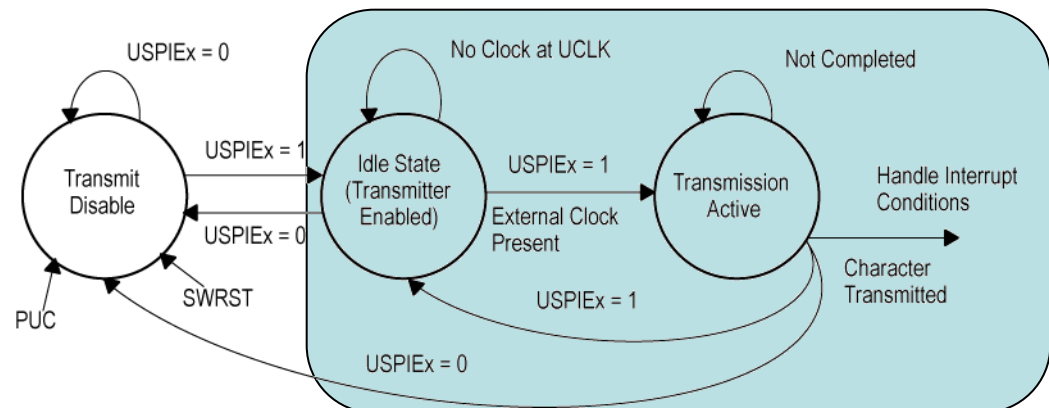 USPIEx = 0
No Clock at UCLK
Not Completed
USPIEx = 1
Transmit
Disable
USPIEx = 0
Idle State
(Transmitter
Enabled)
USPIEx = 1
External Clock
Present
Transmission
Active
Handle Interrupt
Conditions
Character
Transmitted
PUC
SWRST
USPIEx = 1
USPIEx = 0